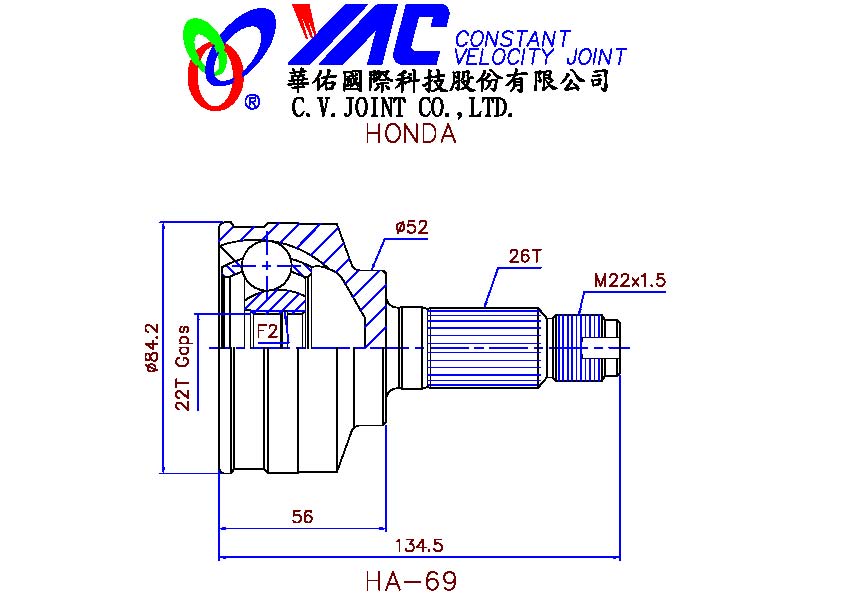 YAC CONSTANT
VELOCITY JOINT
華佑國際科技股份有限公司
®
C.V.JOINT CO.,LTD.
HONDA
ø52
26T
M22x1.5
F2
ø84.2
22T Gaps
56
134.5
HA-69